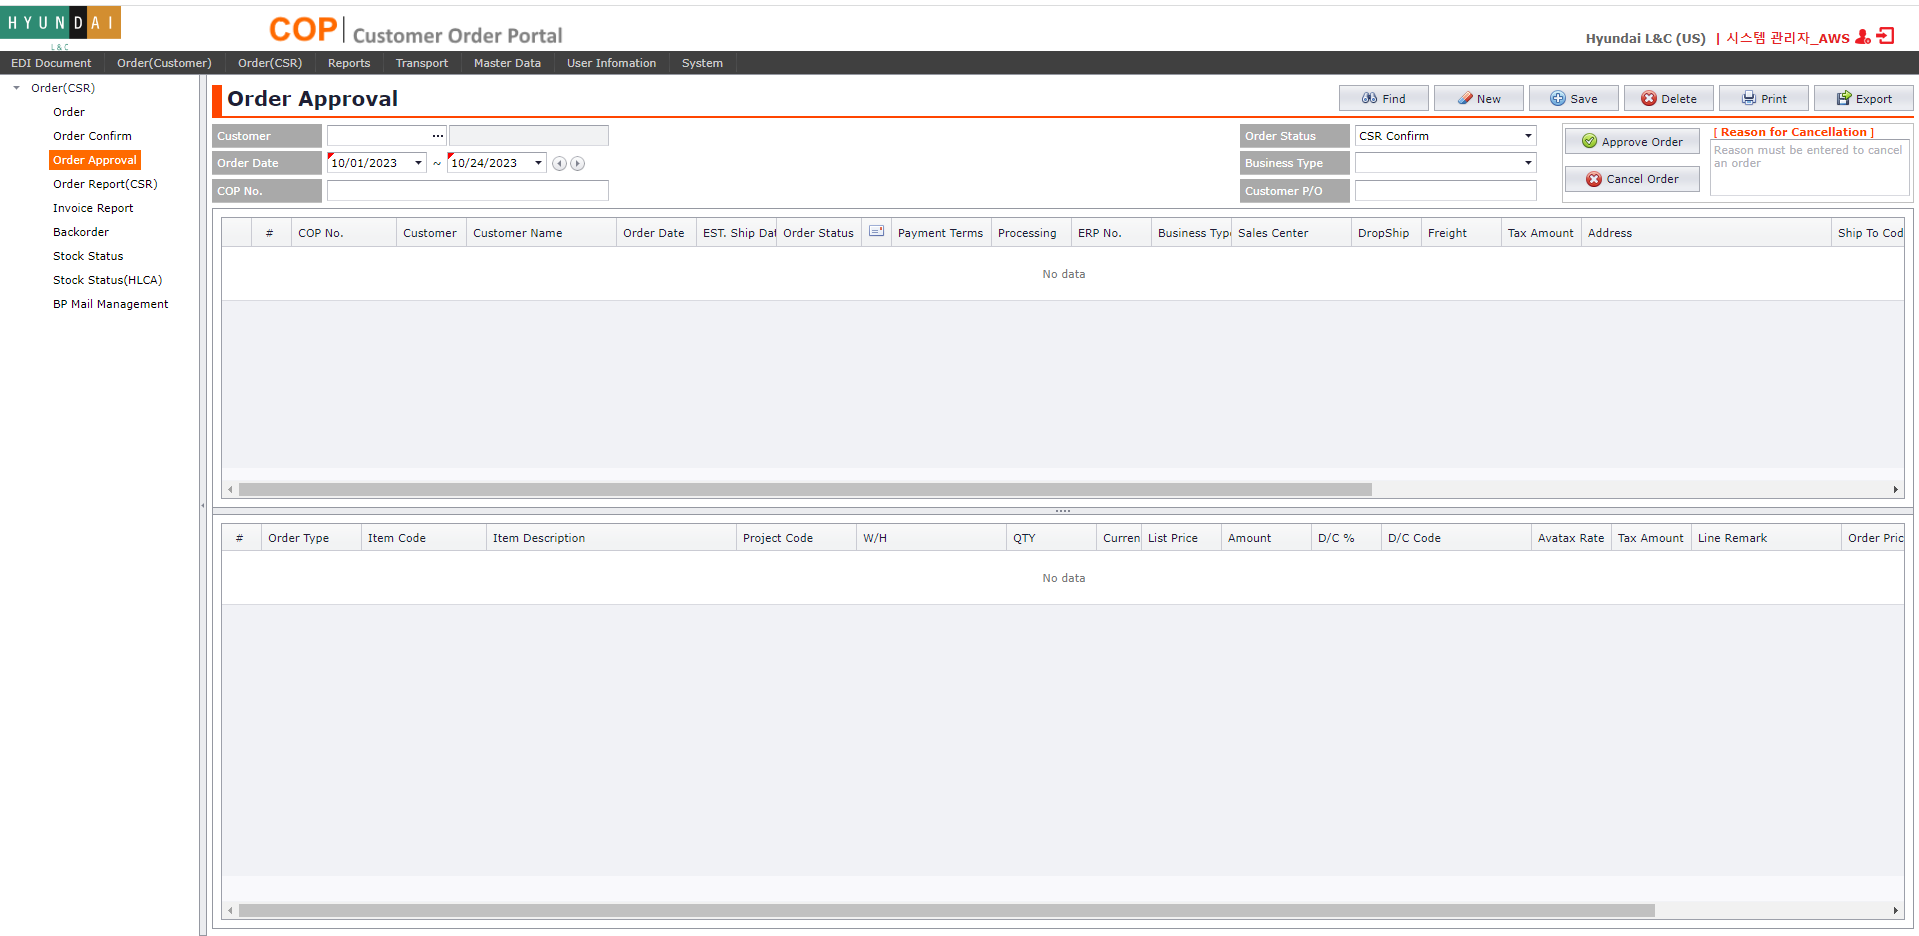 HYUNDAI
L&C
COP | Customer Order Portal
Hyundai L&C (US) | 시스템 관리자_AWS
EDI Document Order(Customer) Order(CSR) Reports Transport Master Data User Infomation System
Order(CSR)
Order
Order Confirm
Order Approval
Order Report(CSR)
Invoice Report
Backorder
Stock Status
Stock Status(HLCA)
BP Mail Management
Order Approval
Find New Save Delete Print Export
Customer ...
Order Date 10/01/2023 ~ 10/24/2023
COP No.
Order Status CSR Confirm
Business Type
Customer P/O
Approve Order
Cancel Order
[ Reason for Cancellation ]
Reason must be entered to cancel
an order
# COP No. Customer Customer Name Order Date EST. Ship Dat Order Status Payment Terms Processing ERP No. Business Typ Sales Center DropShip Freight Tax Amount Address Ship To Cod
No data
# Order Type Item Code Item Description Project Code W/H QTY Curren List Price Amount D/C % D/C Code Avatax Rate Tax Amount Line Remark Order Pric
No data